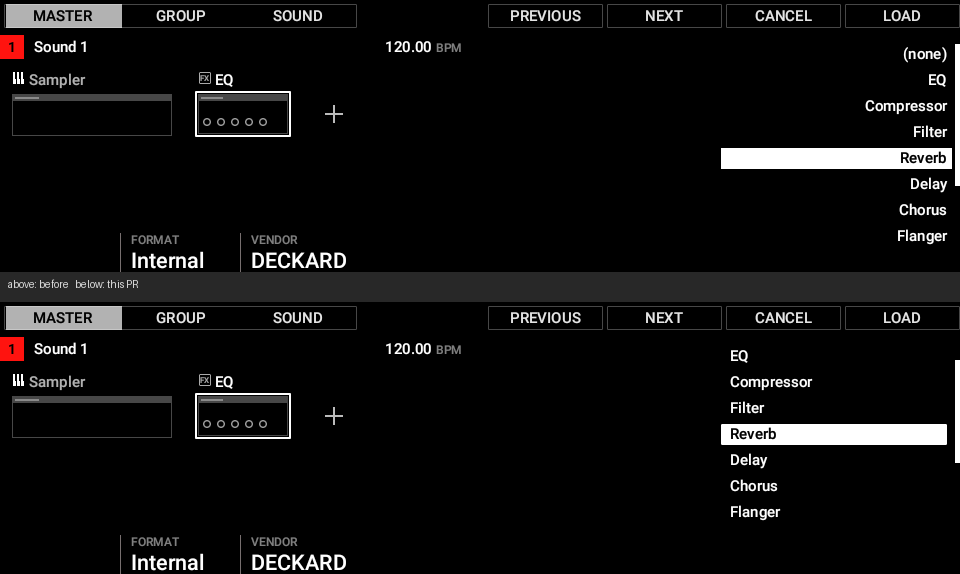 MASTER GROUP SOUND PREVIOUS NEXT CANCEL LOAD
1 Sound 1 120.00 BPM
Sampler FX EQ
(none)
EQ
Compressor
Filter
Reverb
Delay
Chorus
Flanger
FORMAT VENDOR
Internal DECKARD
above: before below: this PR
MASTER GROUP SOUND PREVIOUS NEXT CANCEL LOAD
1 Sound 1 120.00 BPM
Sampler FX EQ
EQ
Compressor
Filter
Reverb
Delay
Chorus
Flanger
FORMAT VENDOR
Internal DECKARD